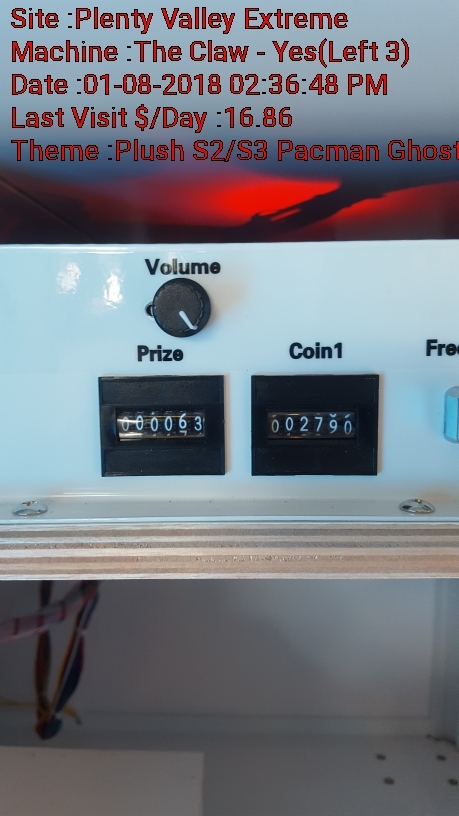 Site :Plenty Valley Extreme
Machine :The Claw - Yes(Left 3)
Date :01-08-2018 02:36:48 PM
Last Visit $/Day :16.86
Theme :Plush S2/S3 Pacman Ghost
Volume
Prize Coin1 Free
000063 002790